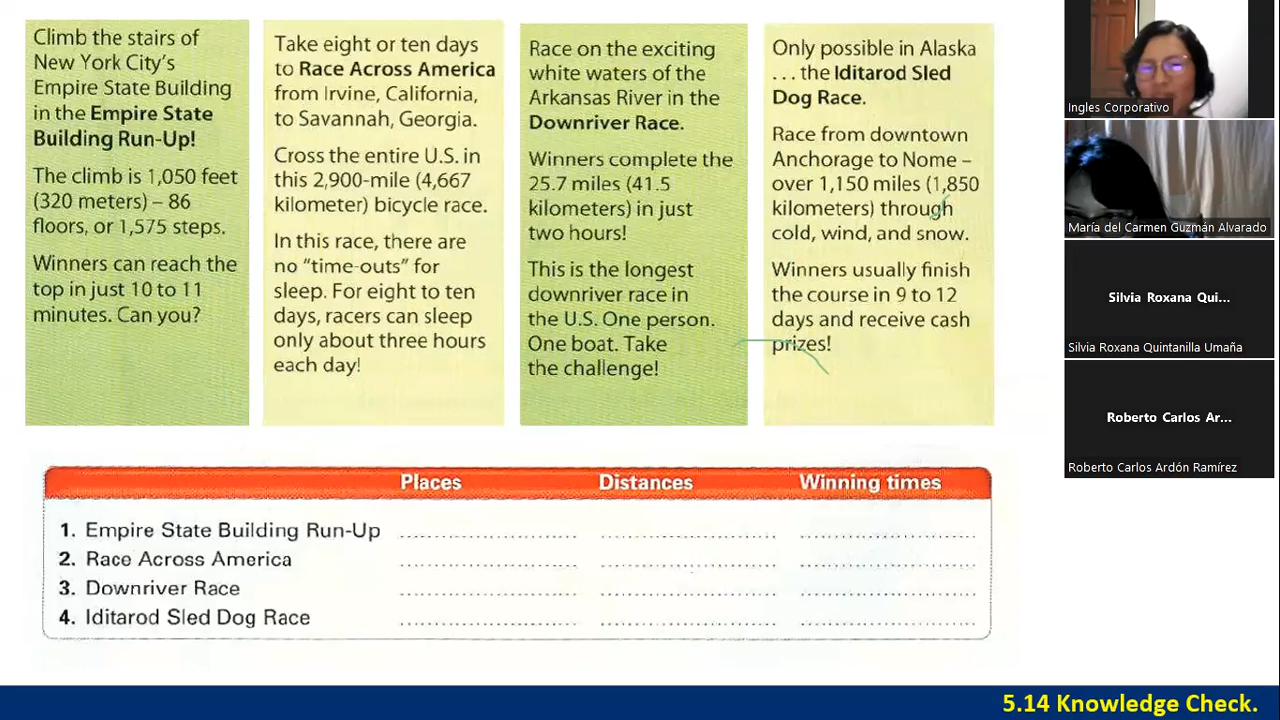 Climb the stairs of
New York City's
Empire State Building
in the Empire State
Building Run-Up!
The climb is 1,050 feet
(320 meters) – 86
floors, or 1,575 steps.
Winners can reach the
top in just 10 to 11
minutes. Can you?
Take eight or ten days
to Race Across America
from Irvine, California,
to Savannah, Georgia.
Cross the entire U.S. in
this 2,900-mile (4,667
kilometer) bicycle race.
In this race, there are
no "time-outs" for
sleep. For eight to ten
days, racers can sleep
only about three hours
each day!
Race on the exciting
white waters of the
Arkansas River in the
Downriver Race.
Winners complete the
25.7 miles (41.5
kilometers) in just
two hours!
This is the longest
downriver race in
the U.S. One person.
One boat. Take
the challenge!
Only possible in Alaska
. . . the Iditarod Sled
Dog Race.
Race from downtown
Anchorage to Nome –
over 1,150 miles (1,850
kilometers) through
cold, wind, and snow.
Winners usually finish
the course in 9 to 12
days and receive cash
prizes!
Places Distances Winning times
1. Empire State Building Run-Up
2. Race Across America
3. Downriver Race
4. Iditarod Sled Dog Race
5.14 Knowledge Check.
Ingles Corporativo
María del Carmen Guzmán Alvarado
Silvia Roxana Qui...
Silvia Roxana Quintanilla Umaña
Roberto Carlos Ar...
Roberto Carlos Ardón Ramírez